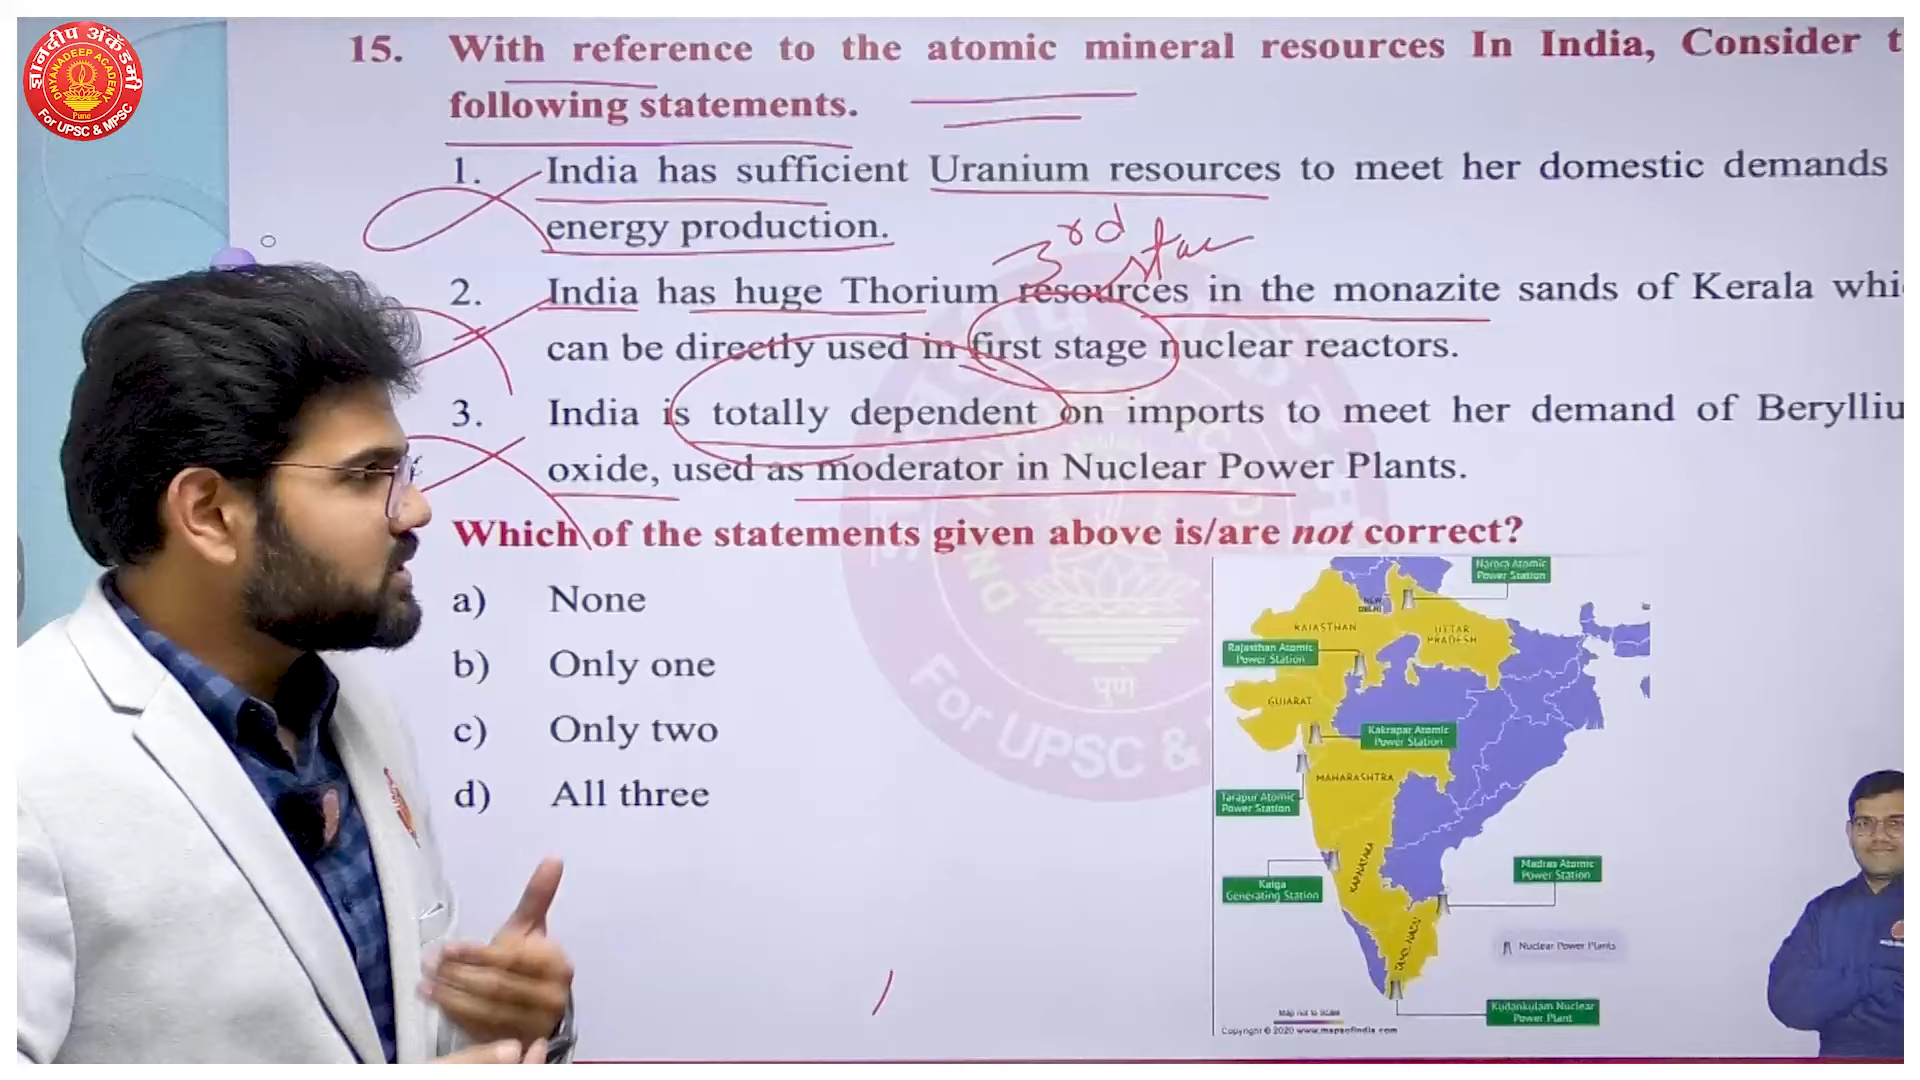 ज्ञानदीप अ‍ॅकॅडमी
DNYANADEEP ACADEMY
Pune
For UPSC & MPSC
15. With reference to the atomic mineral resources In India, Consider t
following statements.
1. India has sufficient Uranium resources to meet her domestic demands
energy production.
3rd
2. India has huge Thorium resources in the monazite sands of Kerala whi
can be directly used in first stage nuclear reactors.
3. India is totally dependent on imports to meet her demand of Berylliu
oxide, used as moderator in Nuclear Power Plants.
Which of the statements given above is/are not correct?
a) None
b) Only one
c) Only two
d) All three
पुणे
For UPSC &
Narora Atomic
Power Station
NEW
DELHI
RAJASTHAN
UTTAR
PRADESH
Rajasthan Atomic
Power Station
GUJARAT
Kakrapar Atomic
Power Station
MAHARASHTRA
Tarapur Atomic
Power Station
KARNATAKA
Kaiga
Generating Station
Madras Atomic
Power Station
TAMIL NADU
Nuclear Power Plants
Kudankulam Nuclear
Power Plant
Map not to Scale
Copyright © 2020 www.mapsofindia.com